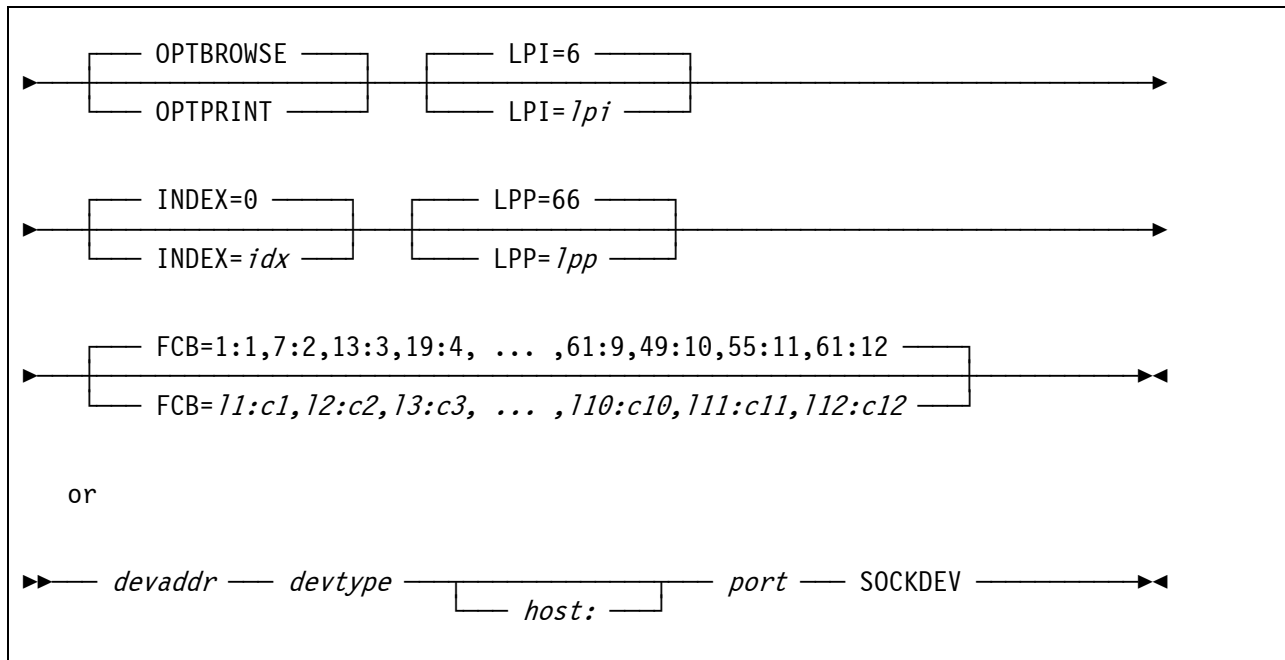 OPTBROWSE LPI=6
OPTPRINT LPI=lpi
INDEX=0 LPP=66
INDEX=idx LPP=lpp
FCB=1:1,7:2,13:3,19:4, ... ,61:9,49:10,55:11,61:12
FCB=l1:c1,l2:c2,l3:c3, ... ,l10:c10,l11:c11,l12:c12
or
devaddr devtype port SOCKDEV
host: